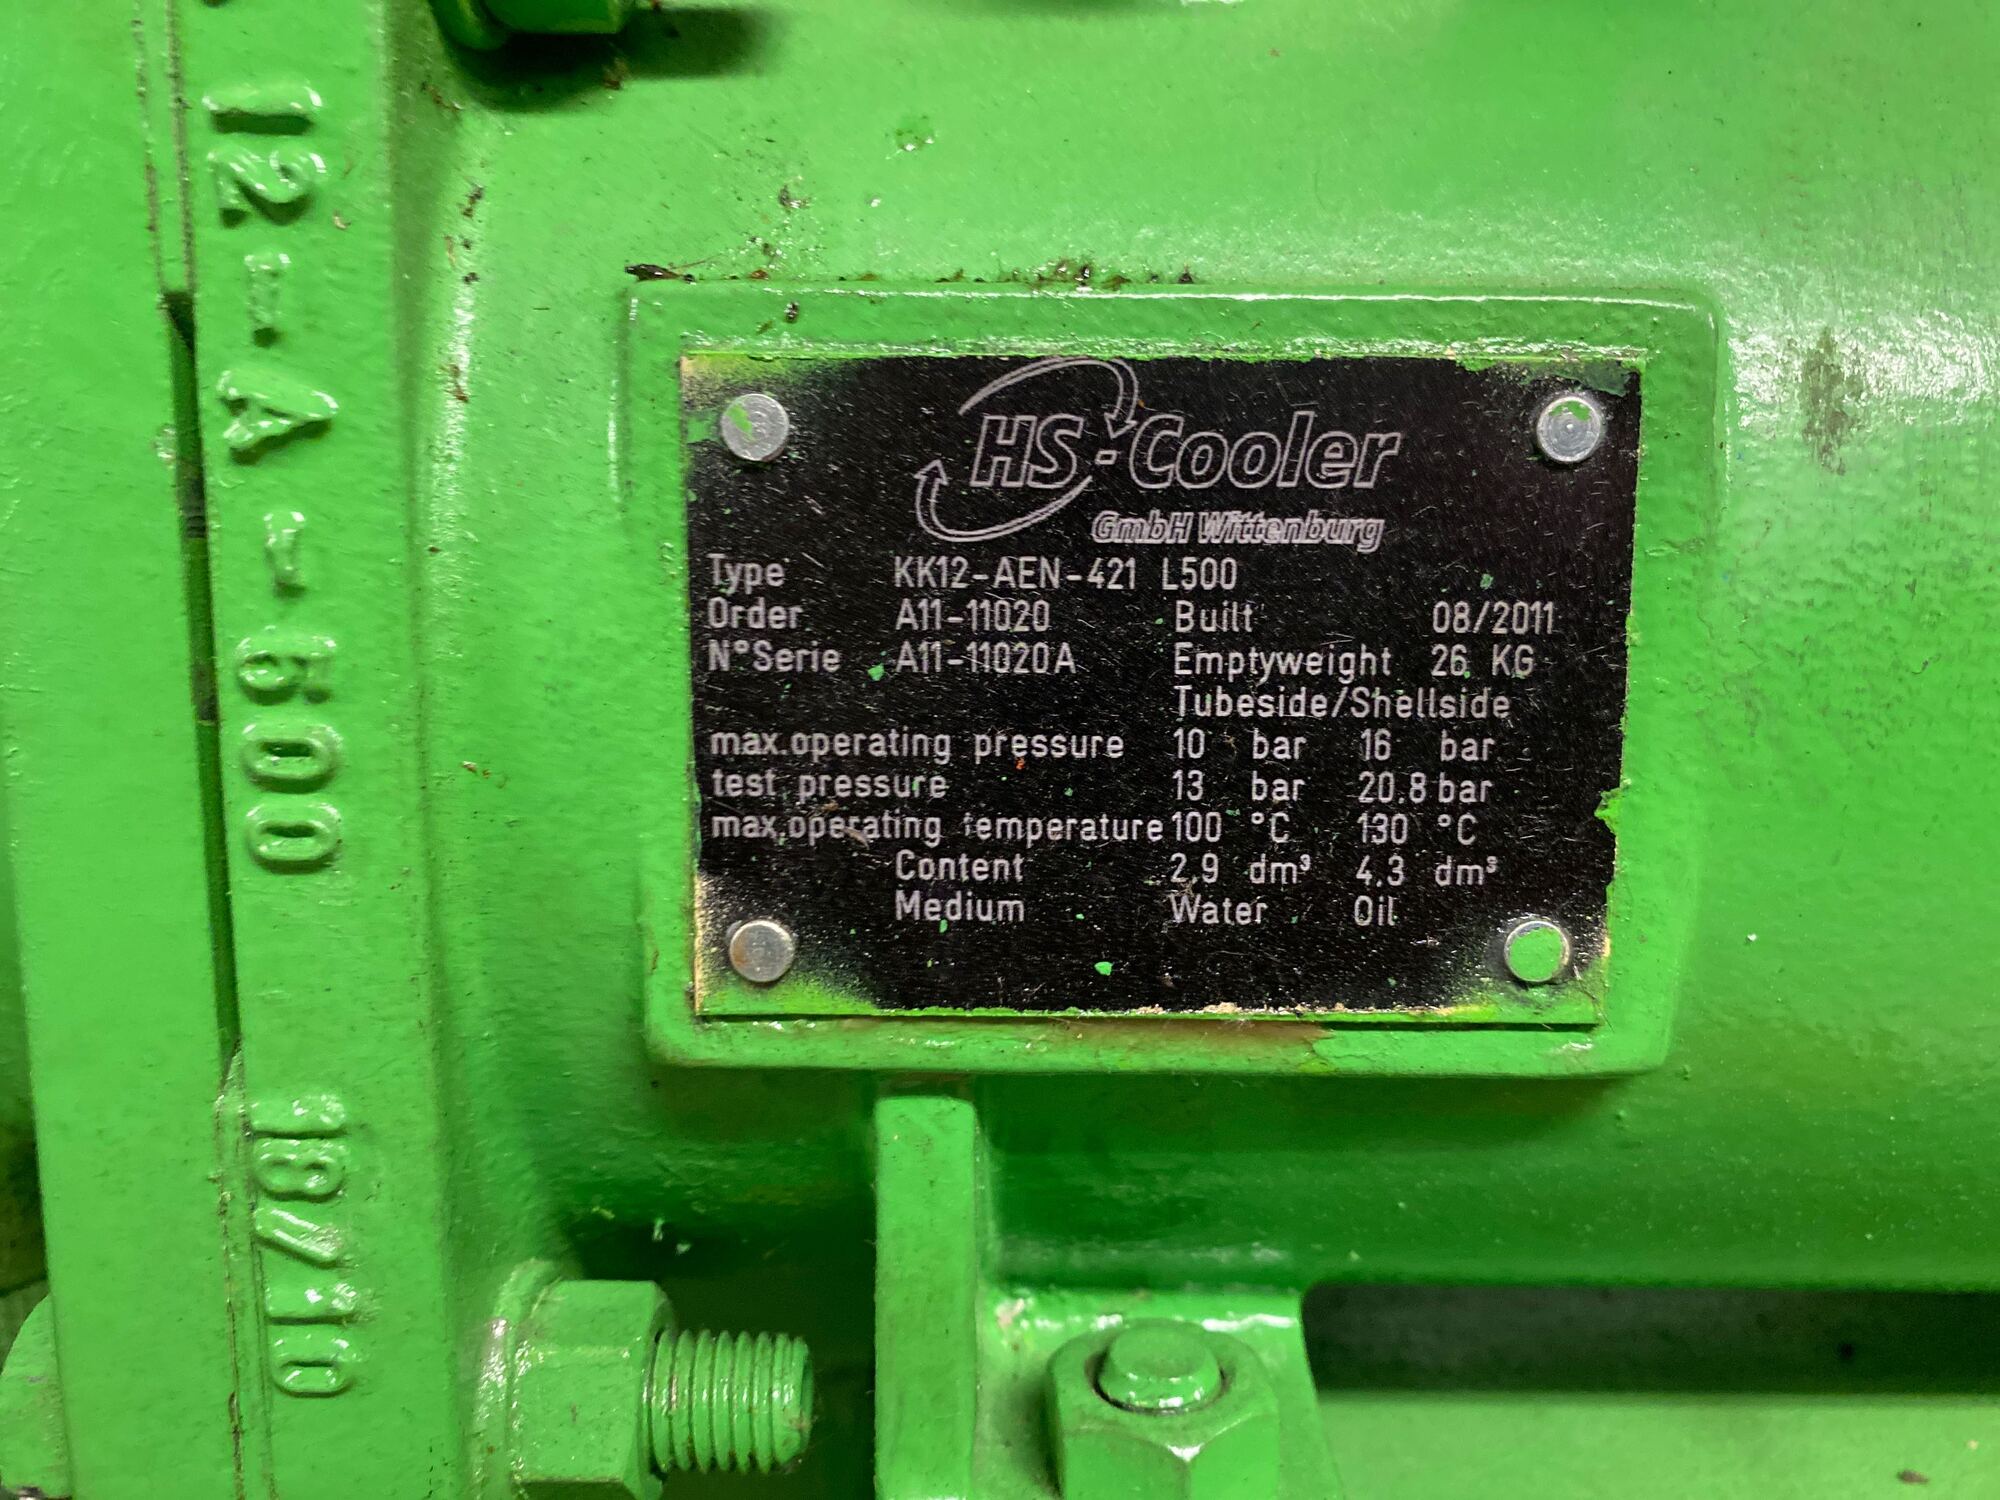 12-A-500
18/10
HS-Cooler
GmbH Wittenburg
Type KK12-AEN-421 L500
Order A11-11020 Built 08/2011
N°Serie A11-11020A Emptyweight 26 KG
Tubeside/Shellside
max.operating pressure 10 bar 16 bar
test pressure 13 bar 20.8 bar
max.operating temperature 100 °C 130 °C
Content 2.9 dm³ 4.3 dm³
Medium Water Oil